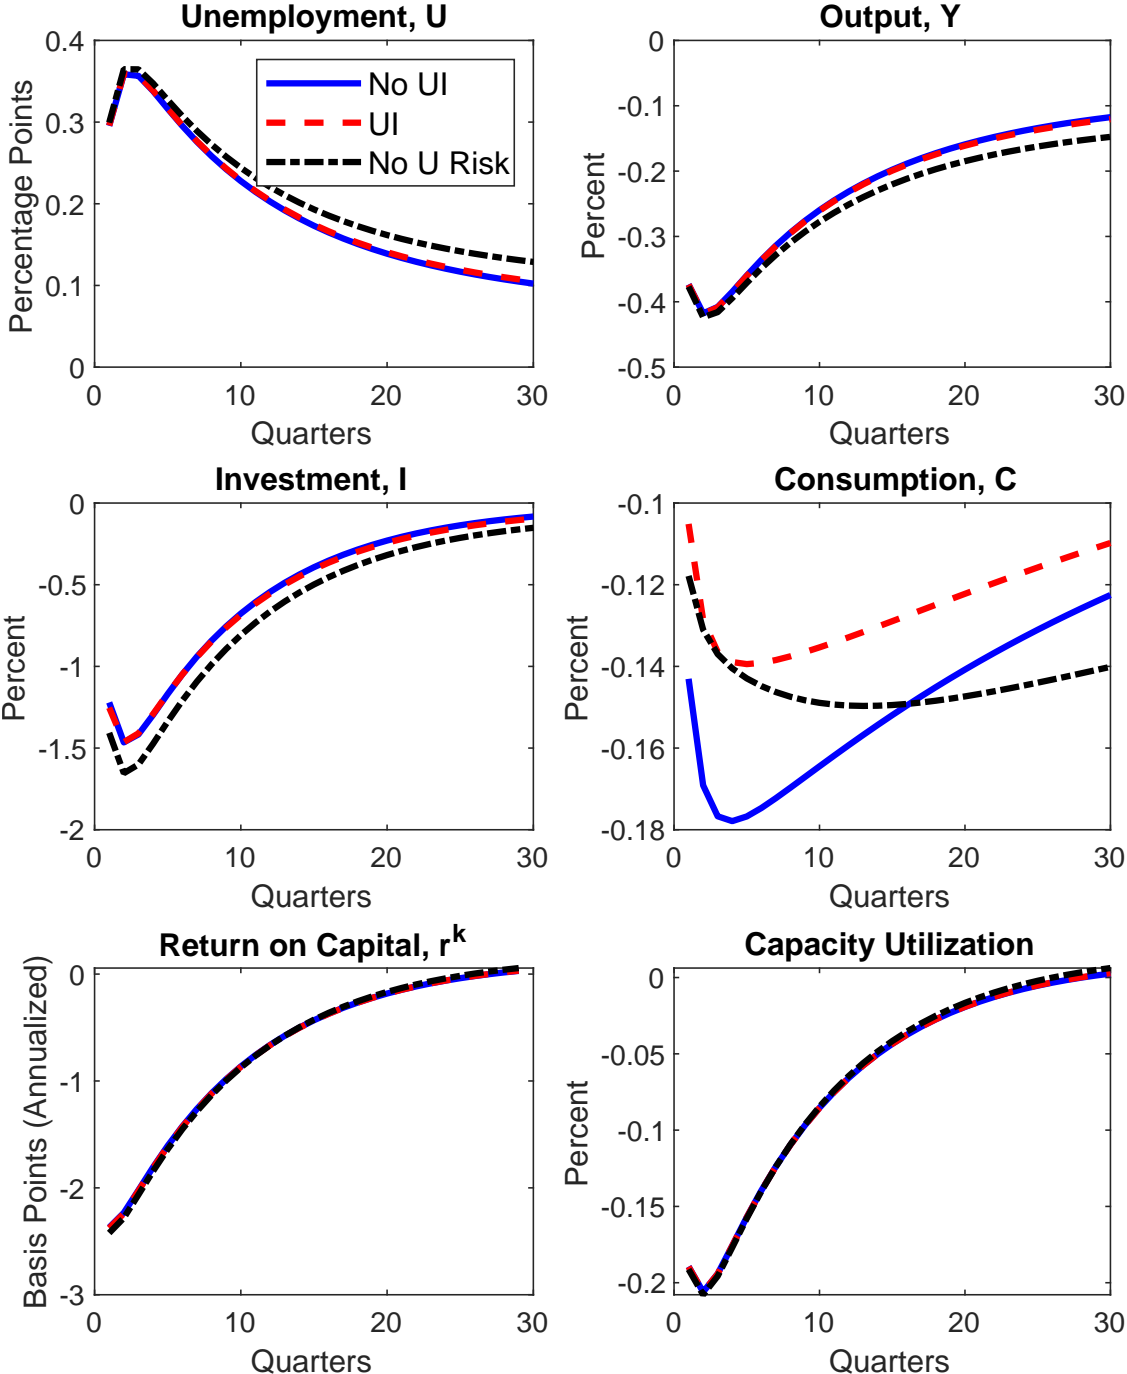 Unemployment, U
Percentage Points
0.4
0.3
0.2
0.1
0
0 10 20 30
Quarters
No UI
UI
No U Risk
Output, Y
Percent
0
-0.1
-0.2
-0.3
-0.4
-0.5
0 10 20 30
Quarters
Investment, I
Percent
0
-0.5
-1
-1.5
-2
0 10 20 30
Quarters
Consumption, C
Percent
-0.1
-0.12
-0.14
-0.16
-0.18
0 10 20 30
Quarters
Return on Capital, r^k
Basis Points (Annualized)
0
-1
-2
-3
0 10 20 30
Quarters
Capacity Utilization
Percent
0
-0.05
-0.1
-0.15
-0.2
0 10 20 30
Quarters